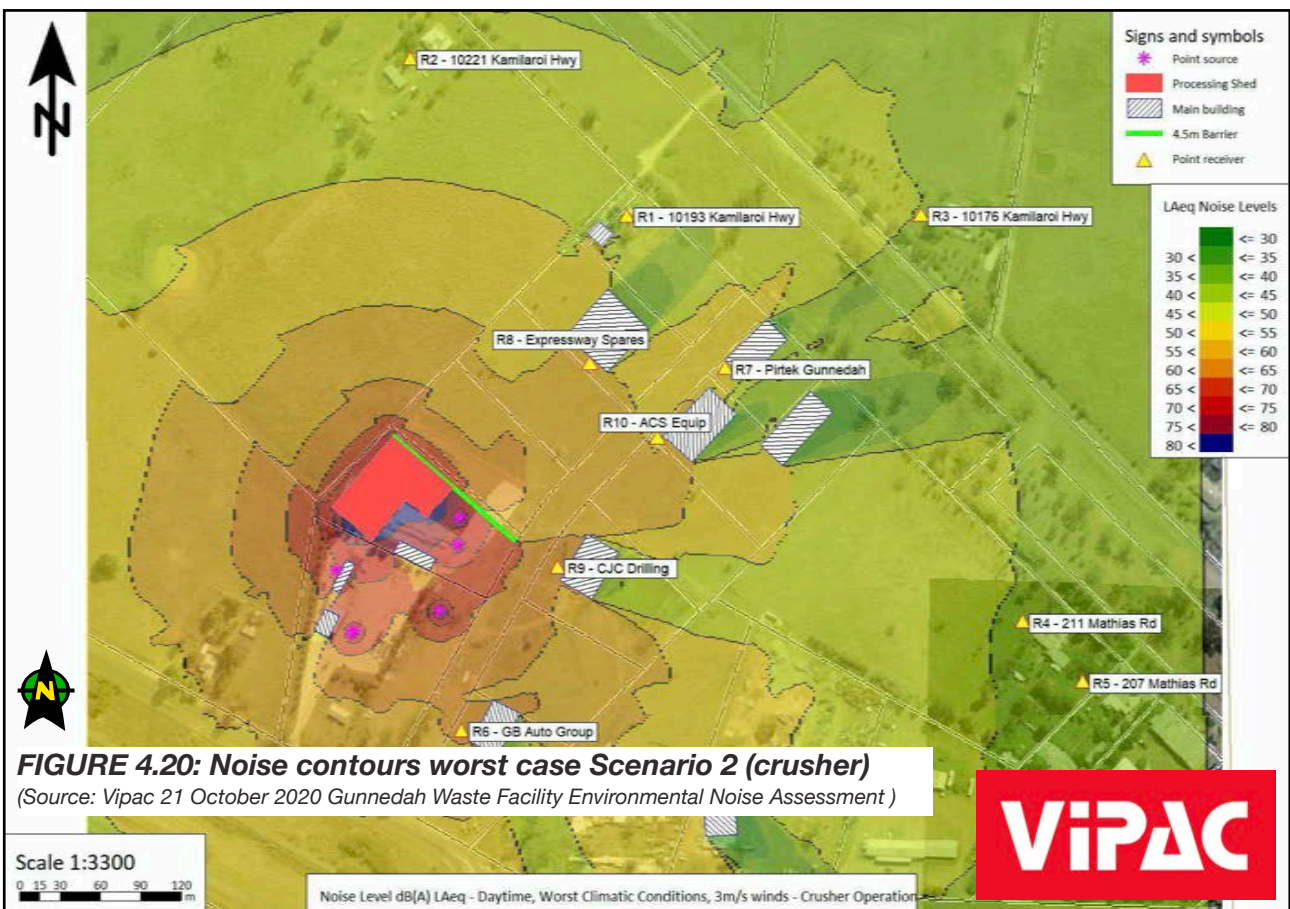 N
R2 - 10221 Kamilaroi Hwy
Signs and symbols
Point source
Processing Shed
Main building
4.5m Barrier
Point receiver
R1 - 10193 Kamilaroi Hwy
R3 - 10176 Kamilaroi Hwy
LAeq Noise Levels
<= 30
30 < <= 35
35 < <= 40
40 < <= 45
45 < <= 50
50 < <= 55
55 < <= 60
60 < <= 65
65 < <= 70
70 < <= 75
75 < <= 80
80 <
R8 - Expressway Spares
R7 - Pirtek Gunnedah
R10 - ACS Equip
R9 - CJC Drilling
R4 - 211 Mathias Rd
R5 - 207 Mathias Rd
N
R6 - GB Auto Group
FIGURE 4.20: Noise contours worst case Scenario 2 (crusher)
(Source: Vipac 21 October 2020 Gunnedah Waste Facility Environmental Noise Assessment )
ViPAC
Scale 1:3300
0 15 30 60 90 120
m
Noise Level dB(A) LAeq - Daytime, Worst Climatic Conditions, 3m/s winds - Crusher Operation